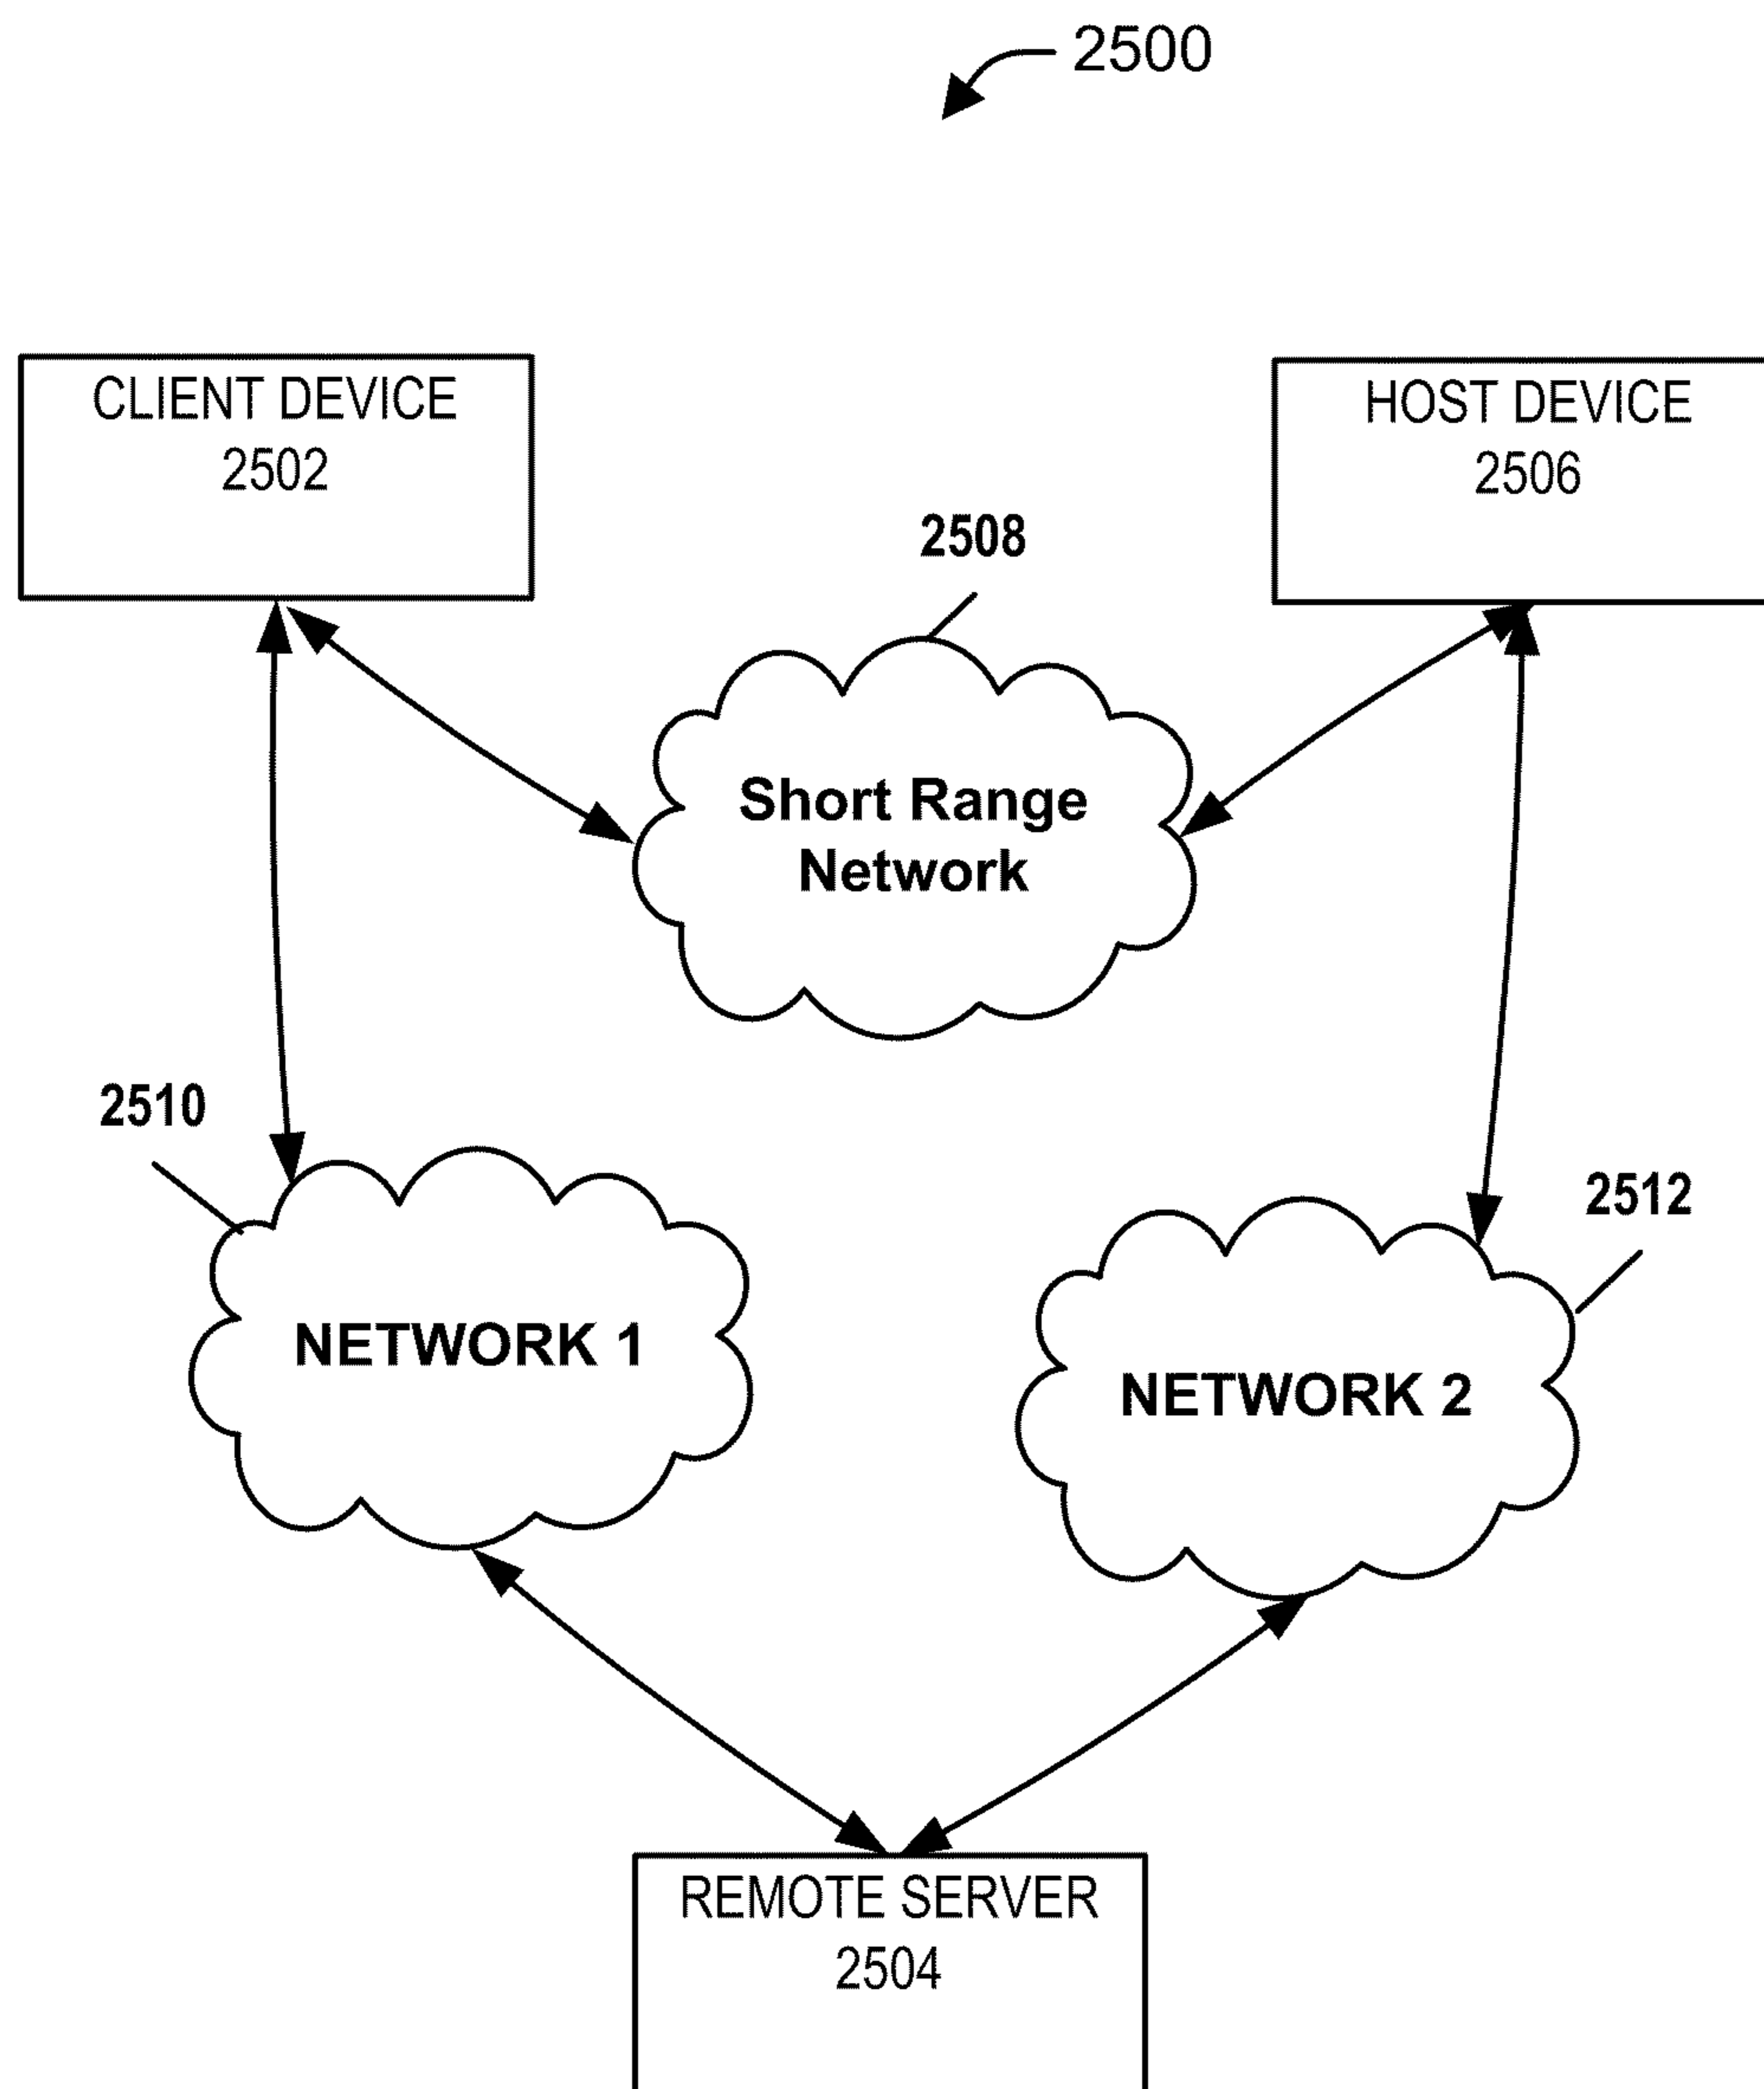 2500
CLIENT DEVICE
2502
HOST DEVICE
2506
2508
Short Range
Network
2510
NETWORK 1
2512
NETWORK 2
REMOTE SERVER
2504